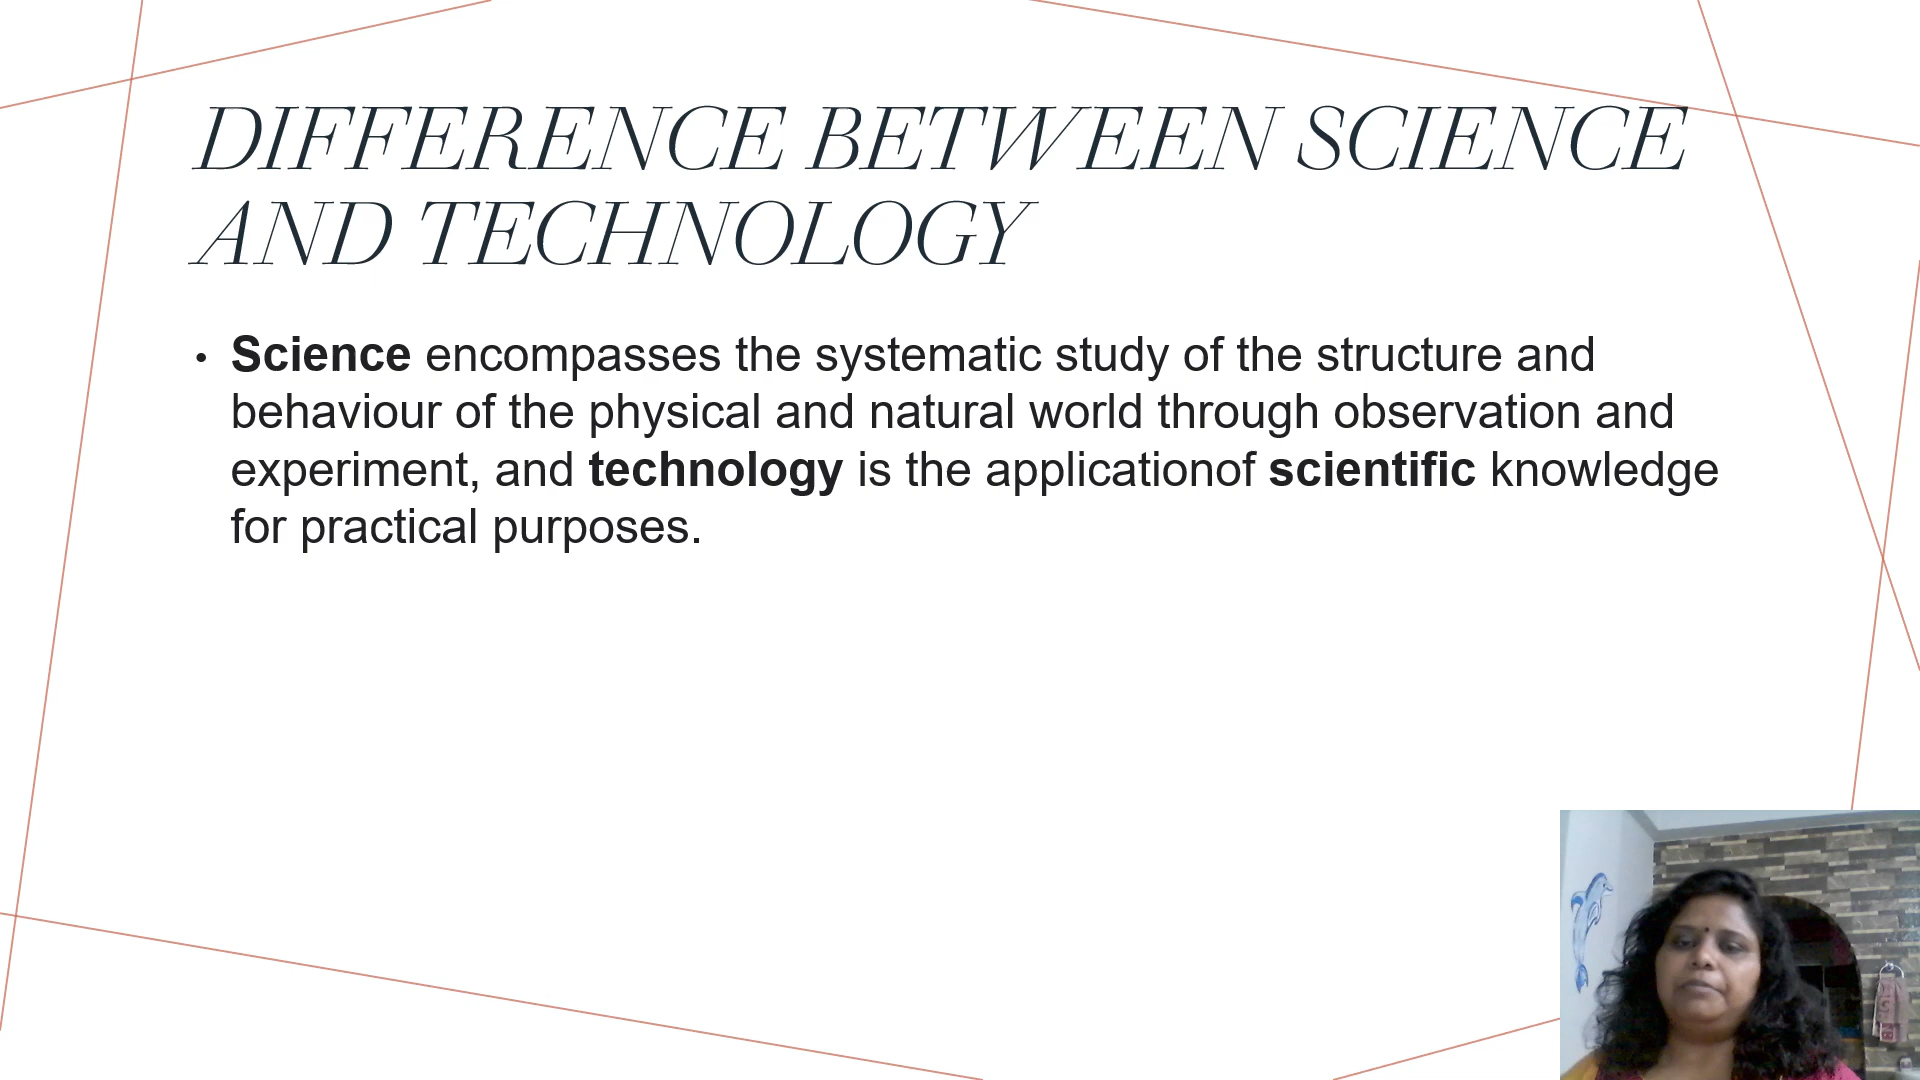 DIFFERENCE BETWEEN SCIENCE
AND TECHNOLOGY
• Science encompasses the systematic study of the structure and
behaviour of the physical and natural world through observation and
experiment, and technology is the applicationof scientific knowledge
for practical purposes.